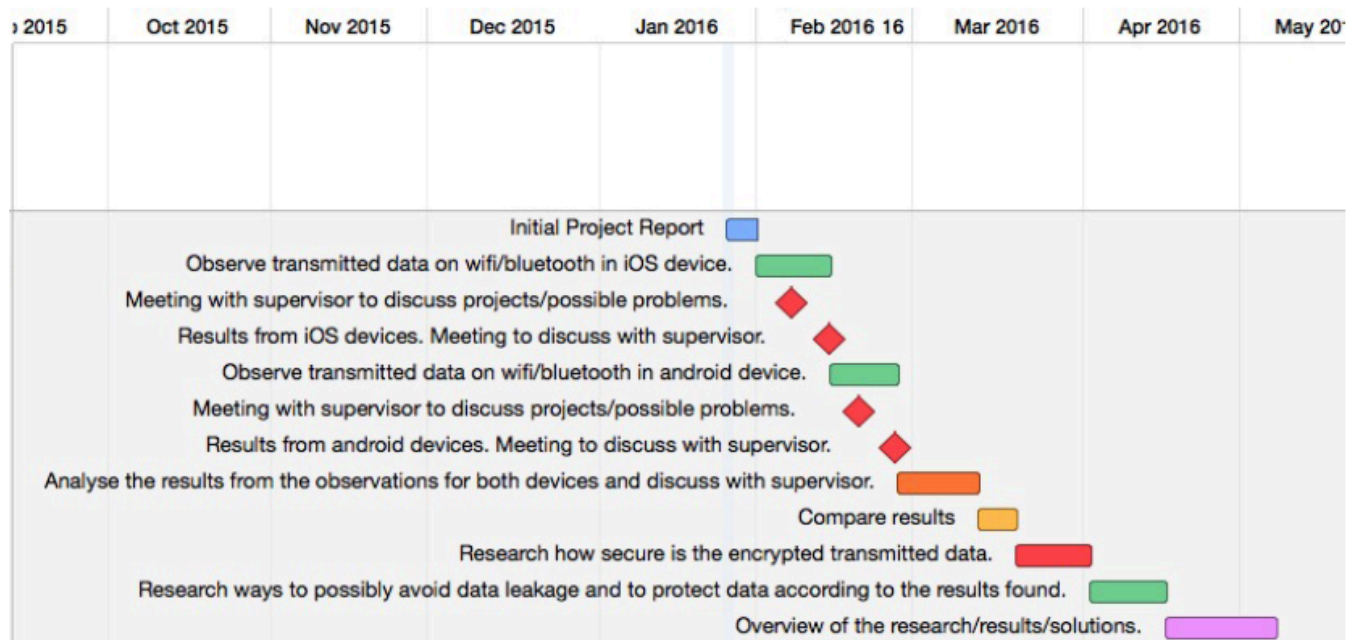 2015 Oct 2015 Nov 2015 Dec 2015 Jan 2016 Feb 2016 16 Mar 2016 Apr 2016 May
Initial Project Report
Observe transmitted data on wifi/bluetooth in iOS device.
Meeting with supervisor to discuss projects/possible problems.
Results from iOS devices. Meeting to discuss with supervisor.
Observe transmitted data on wifi/bluetooth in android device.
Meeting with supervisor to discuss projects/possible problems.
Results from android devices. Meeting to discuss with supervisor.
Analyse the results from the observations for both devices and discuss with supervisor.
Compare results
Research how secure is the encrypted transmitted data.
Research ways to possibly avoid data leakage and to protect data according to the results found.
Overview of the research/results/solutions.